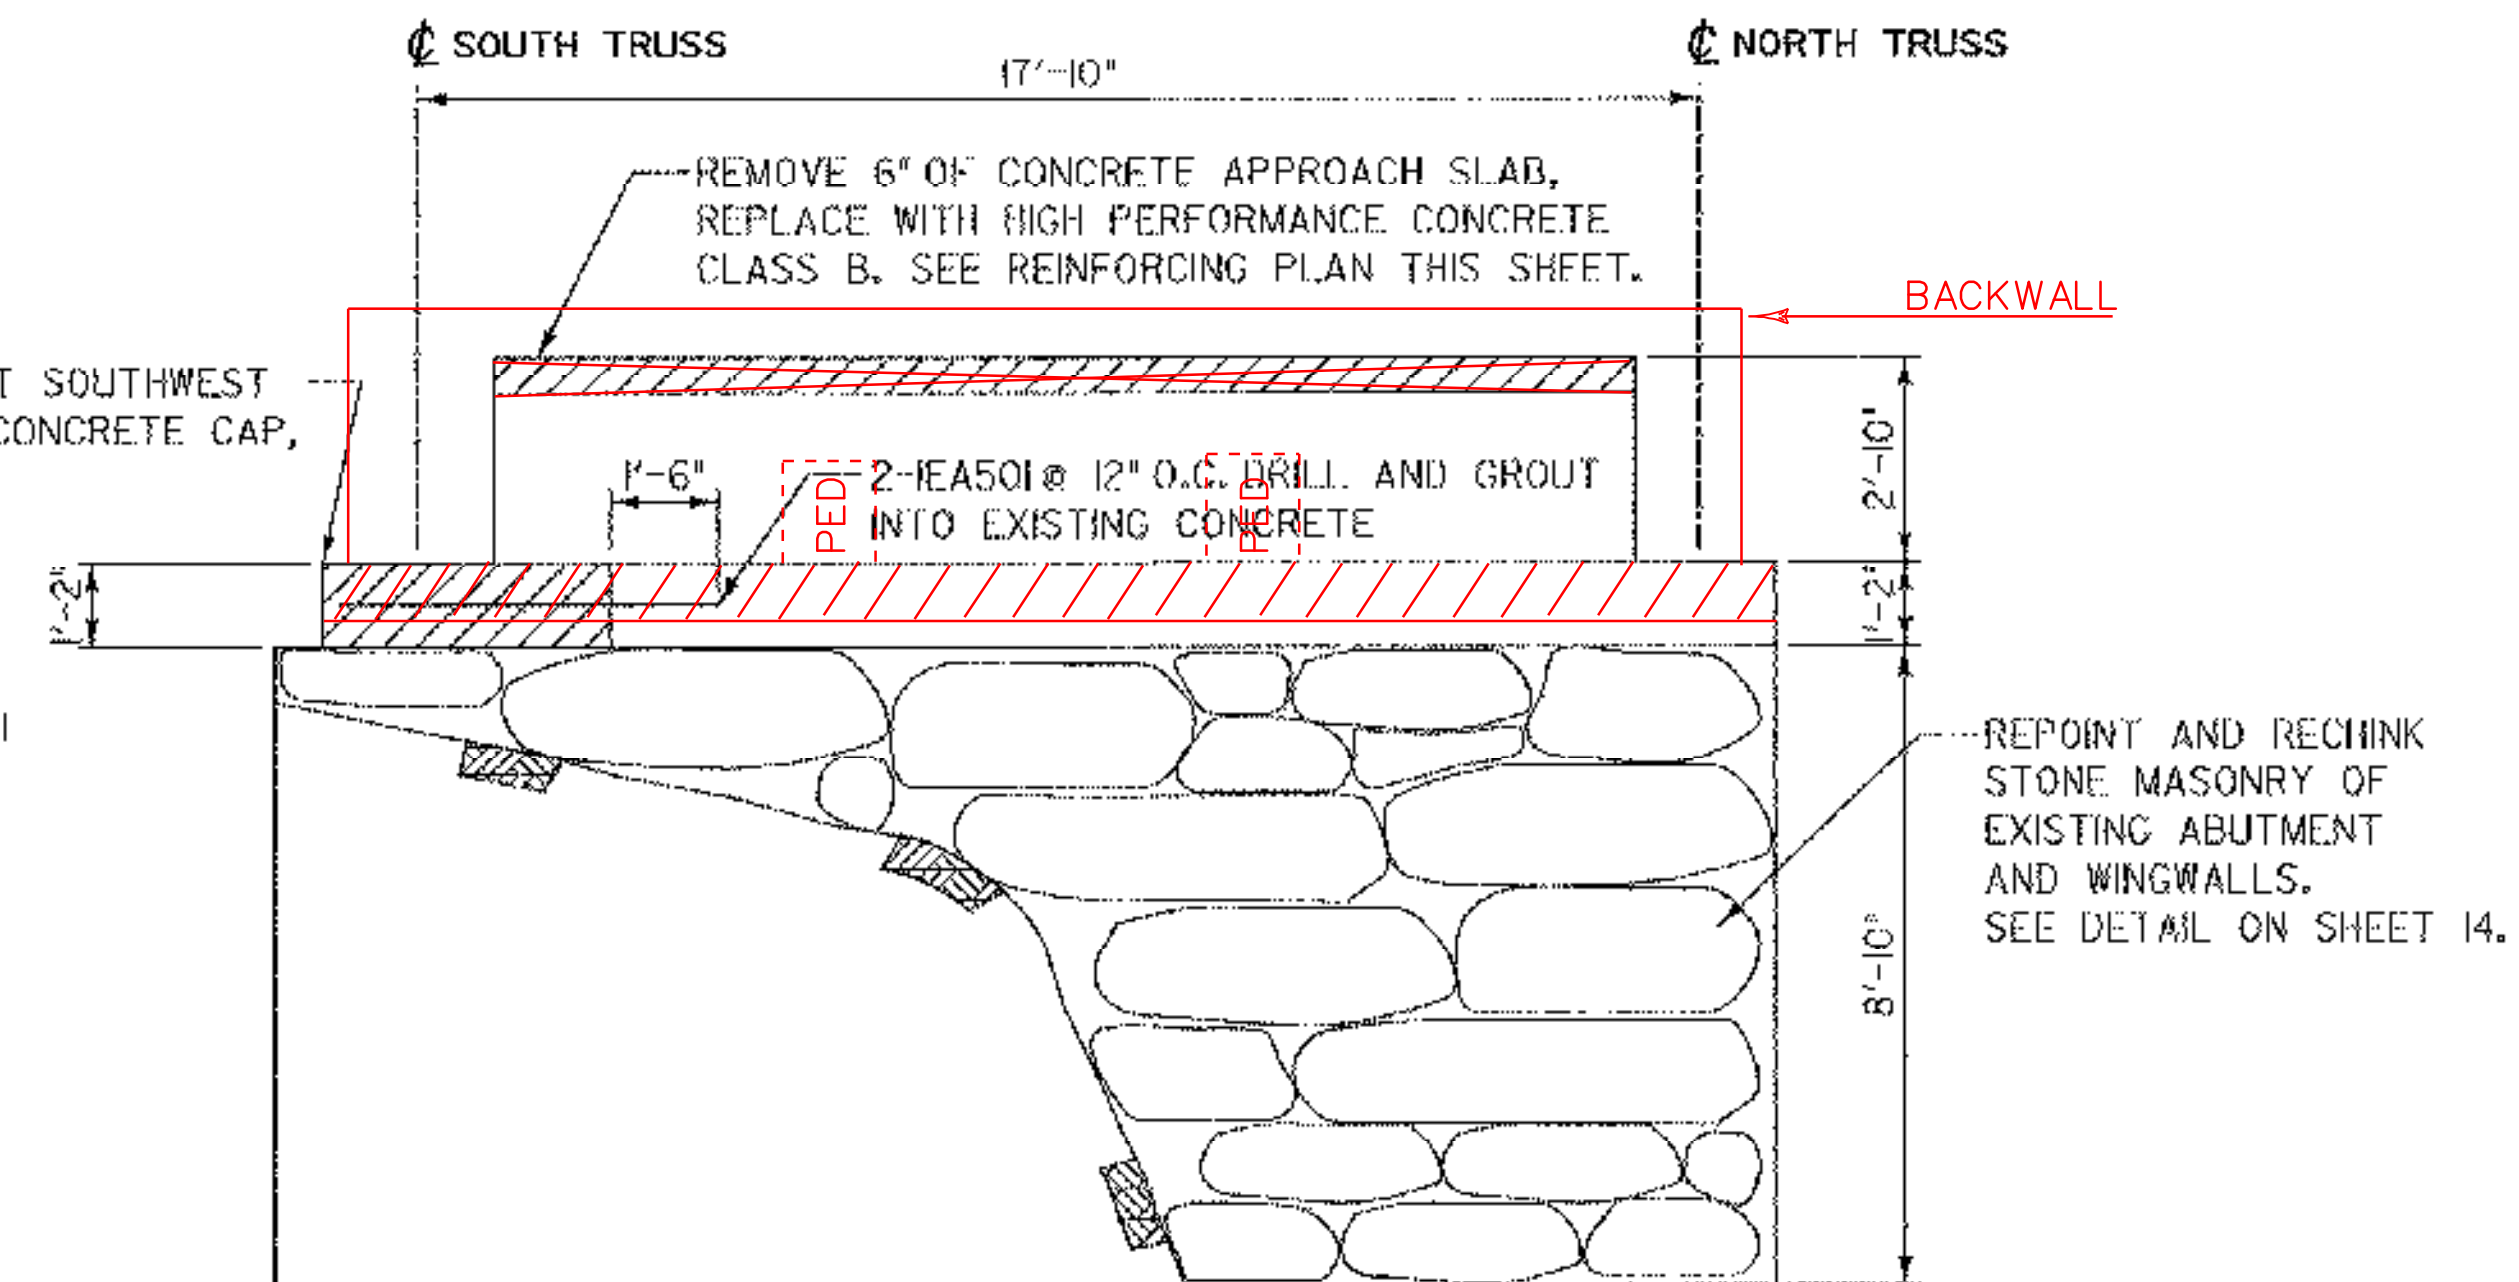 ℄ SOUTH TRUSS
℄ NORTH TRUSS
17'-10"
REMOVE 6" OF CONCRETE APPROACH SLAB,
REPLACE WITH HIGH PERFORMANCE CONCRETE
CLASS B. SEE REINFORCING PLAN THIS SHEET.
BACKWALL
T SOUTHWEST
CONCRETE CAP,
2'-10"
1'-6"
2-1EA501 @ 12" O.C. DRILL AND GROUT
INTO EXISTING CONCRETE
PED
PED
1'-2"
1'-2"
REPOINT AND RECHINK
STONE MASONRY OF
EXISTING ABUTMENT
AND WINGWALLS.
SEE DETAIL ON SHEET 14.
8'-10"